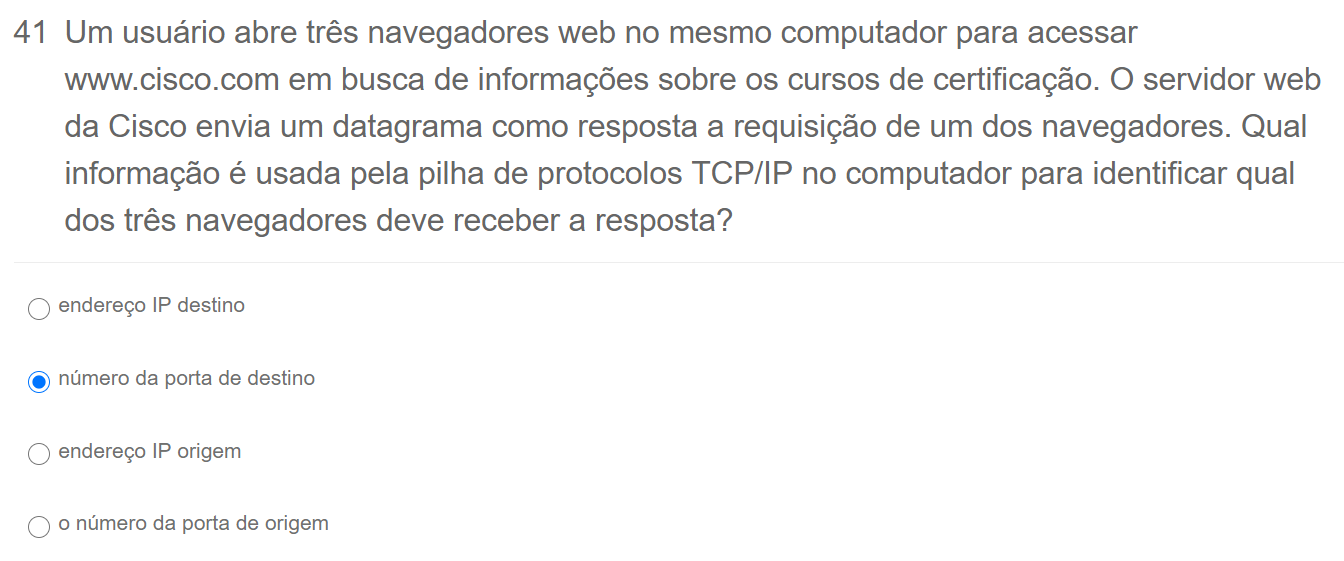 41 Um usuário abre três navegadores web no mesmo computador para acessar
www.cisco.com em busca de informações sobre os cursos de certificação. O servidor web
da Cisco envia um datagrama como resposta a requisição de um dos navegadores. Qual
informação é usada pela pilha de protocolos TCP/IP no computador para identificar qual
dos três navegadores deve receber a resposta?
endereço IP destino
número da porta de destino
endereço IP origem
o número da porta de origem